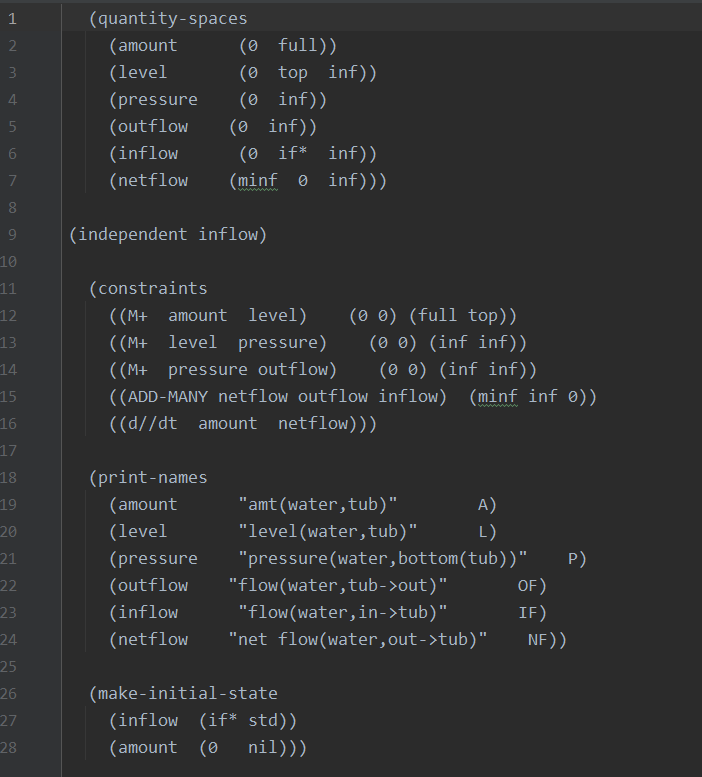 1 (quantity-spaces
2 (amount (0 full))
3 (level (0 top inf))
4 (pressure (0 inf))
5 (outflow (0 inf))
6 (inflow (0 if* inf))
7 (netflow (minf 0 inf)))
8
9 (independent inflow)
10
11 (constraints
12 ((M+ amount level) (0 0) (full top))
13 ((M+ level pressure) (0 0) (inf inf))
14 ((M+ pressure outflow) (0 0) (inf inf))
15 ((ADD-MANY netflow outflow inflow) (minf inf 0))
16 ((d//dt amount netflow)))
17
18 (print-names
19 (amount "amt(water,tub)" A)
20 (level "level(water,tub)" L)
21 (pressure "pressure(water,bottom(tub))" P)
22 (outflow "flow(water,tub->out)" OF)
23 (inflow "flow(water,in->tub)" IF)
24 (netflow "net flow(water,out->tub)" NF))
25
26 (make-initial-state
27 (inflow (if* std))
28 (amount (0 nil)))